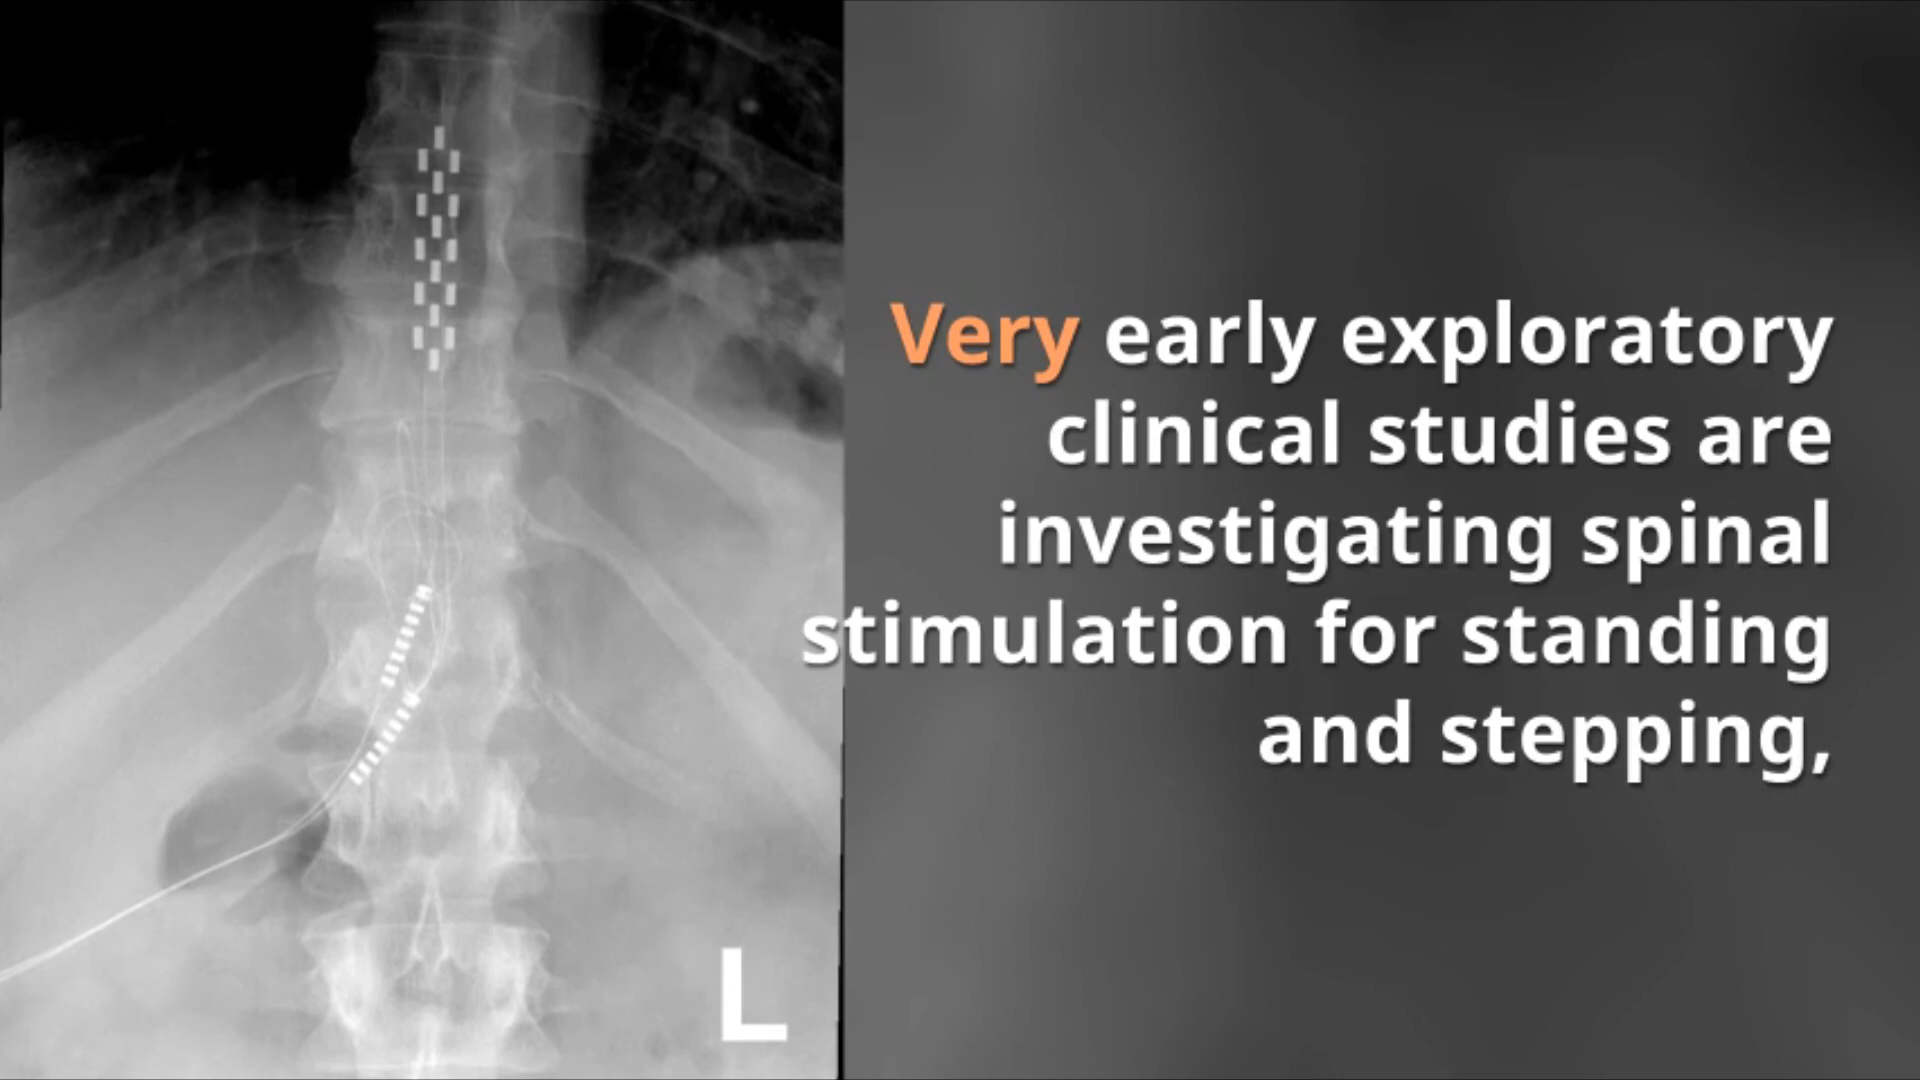 Very early exploratory
clinical studies are
investigating spinal
stimulation for standing
and stepping,
L